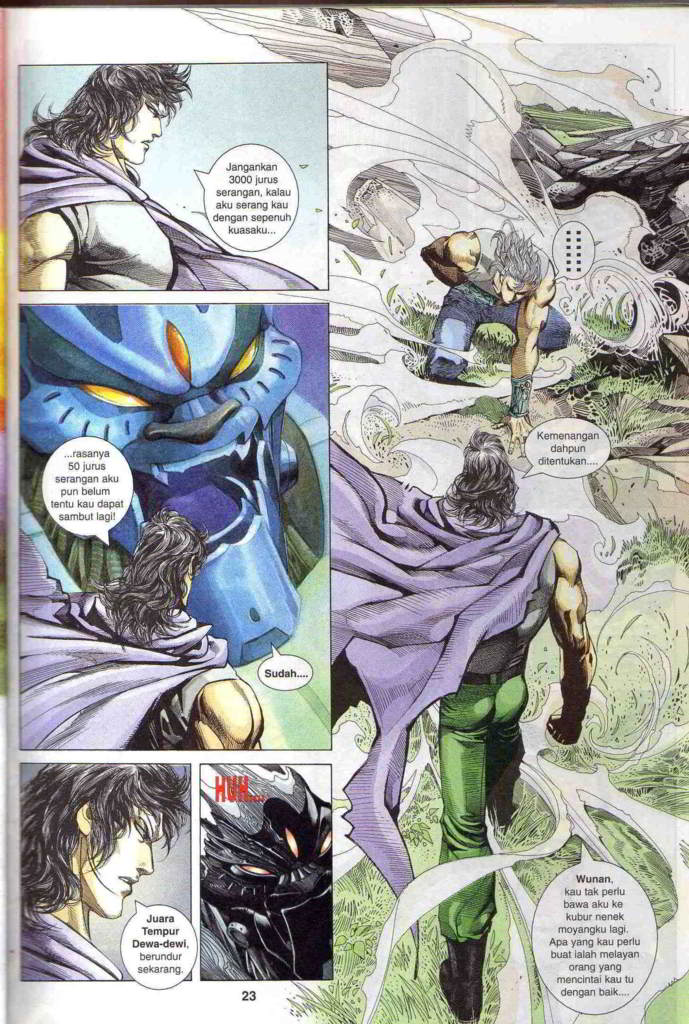 Jangankan
3000 jurus
serangan, kalau
aku serang kau
dengan sepenuh
kuasaku...
...rasanya
50 jurus
serangan aku
pun belum
tentu kau dapat
sambut lagi!
Sudah....
Juara
Tempur
Dewa-dewi,
berundur
sekarang.
HUH...
Kemenangan
dahpun
ditentukan....
Wunan,
kau tak perlu
bawa aku ke
kubur nenek
moyangku lagi.
Apa yang kau perlu
buat ialah melayan
orang yang
mencintai kau tu
dengan baik....
23